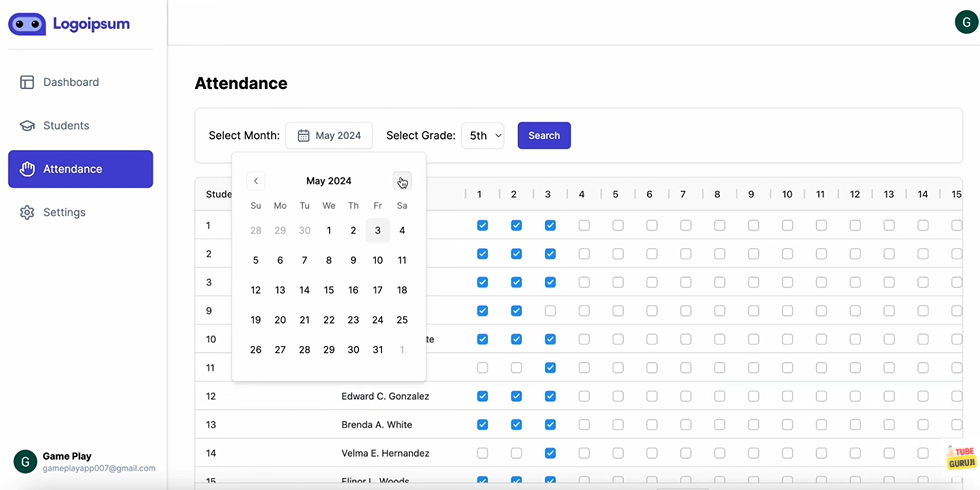 Logoipsum
G
Dashboard
Students
Attendance
Settings
Attendance
Select Month: May 2024 Select Grade: 5th Search
May 2024
Su Mo Tu We Th Fr Sa
28 29 30 1 2 3 4
5 6 7 8 9 10 11
12 13 14 15 16 17 18
19 20 21 22 23 24 25
26 27 28 29 30 31 1
Stude 1 2 3 4 5 6 7 8 9 10 11 12 13 14 15
1
2
3
9
10 te
11
12 Edward C. Gonzalez
13 Brenda A. White
14 Velma E. Hernandez
15 Elinor L. Woods
G Game Play
gameplayapp007@gmail.com
TUBE
GURUJI